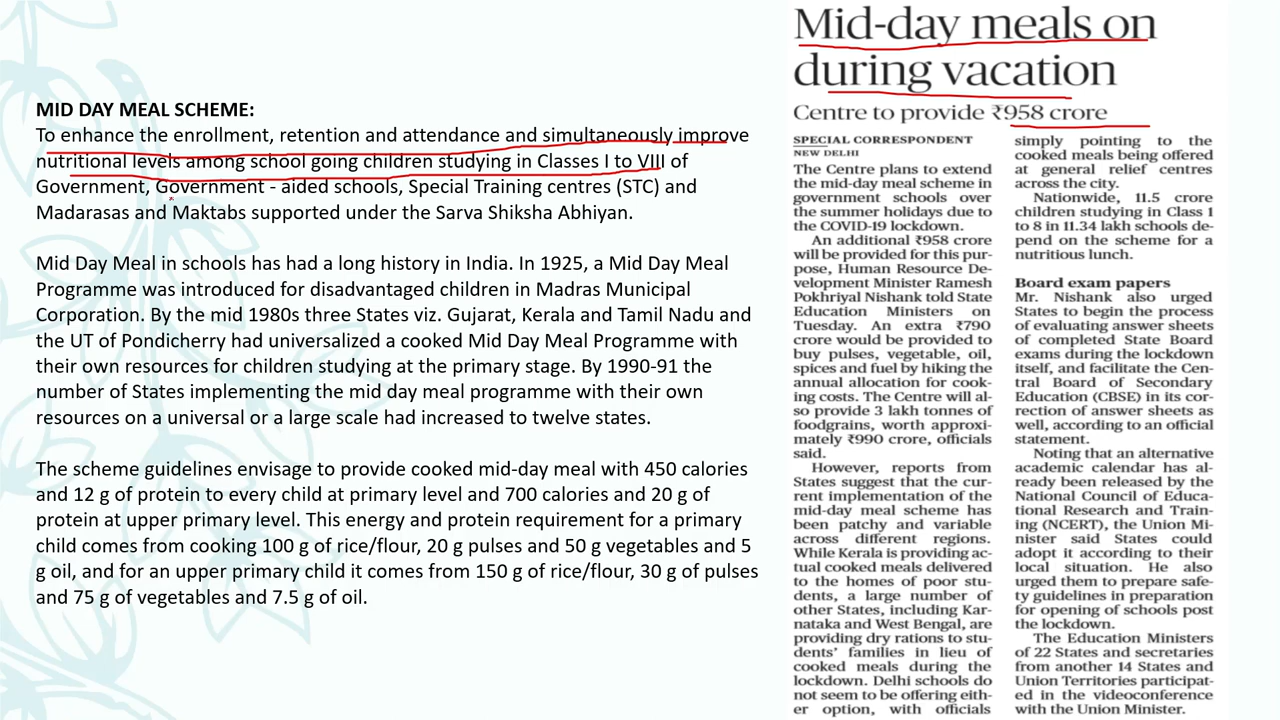 MID DAY MEAL SCHEME:
To enhance the enrollment, retention and attendance and simultaneously improve
nutritional levels among school going children studying in Classes I to VIII of
Government, Government - aided schools, Special Training centres (STC) and
Madarasas and Maktabs supported under the Sarva Shiksha Abhiyan.
Mid Day Meal in schools has had a long history in India. In 1925, a Mid Day Meal
Programme was introduced for disadvantaged children in Madras Municipal
Corporation. By the mid 1980s three States viz. Gujarat, Kerala and Tamil Nadu and
the UT of Pondicherry had universalized a cooked Mid Day Meal Programme with
their own resources for children studying at the primary stage. By 1990-91 the
number of States implementing the mid day meal programme with their own
resources on a universal or a large scale had increased to twelve states.
The scheme guidelines envisage to provide cooked mid-day meal with 450 calories
and 12 g of protein to every child at primary level and 700 calories and 20 g of
protein at upper primary level. This energy and protein requirement for a primary
child comes from cooking 100 g of rice/flour, 20 g pulses and 50 g vegetables and 5
g oil, and for an upper primary child it comes from 150 g of rice/flour, 30 g of pulses
and 75 g of vegetables and 7.5 g of oil.
Mid-day meals on
during vacation
Centre to provide ₹958 crore
SPECIAL CORRESPONDENT
NEW DELHI
The Centre plans to extend
the mid-day meal scheme in
government schools over
the summer holidays due to
the COVID-19 lockdown.
An additional ₹958 crore
will be provided for this pur-
pose, Human Resource De-
velopment Minister Ramesh
Pokhriyal Nishank told State
Education Ministers on
Tuesday. An extra ₹790
crore would be provided to
buy pulses, vegetable, oil,
spices and fuel by hiking the
annual allocation for cook-
ing costs. The Centre will al-
so provide 3 lakh tonnes of
foodgrains, worth approxi-
mately ₹990 crore, officials
said.
However, reports from
States suggest that the cur-
rent implementation of the
mid-day meal scheme has
been patchy and variable
across different regions.
While Kerala is providing ac-
tual cooked meals delivered
to the homes of poor stu-
dents, a large number of
other States, including Kar-
nataka and West Bengal, are
providing dry rations to stu-
dents' families in lieu of
cooked meals during the
lockdown. Delhi schools do
not seem to be offering eith-
er option, with officials
simply pointing to the
cooked meals being offered
at general relief centres
across the city.
Nationwide, 11.5 crore
children studying in Class 1
to 8 in 11.34 lakh schools de-
pend on the scheme for a
nutritious lunch.
Board exam papers
Mr. Nishank also urged
States to begin the process
of evaluating answer sheets
of completed State Board
exams during the lockdown
itself, and facilitate the Cen-
tral Board of Secondary
Education (CBSE) in its cor-
rection of answer sheets as
well, according to an official
statement.
Noting that an alternative
academic calendar has al-
ready been released by the
National Council of Educa-
tional Research and Train-
ing (NCERT), the Union Mi-
nister said States could
adopt it according to their
local situation. He also
urged them to prepare safe-
ty guidelines in preparation
for opening of schools post
the lockdown.
The Education Ministers
of 22 States and secretaries
from another 14 States and
Union Territories participat-
ed in the videoconference
with the Union Minister.